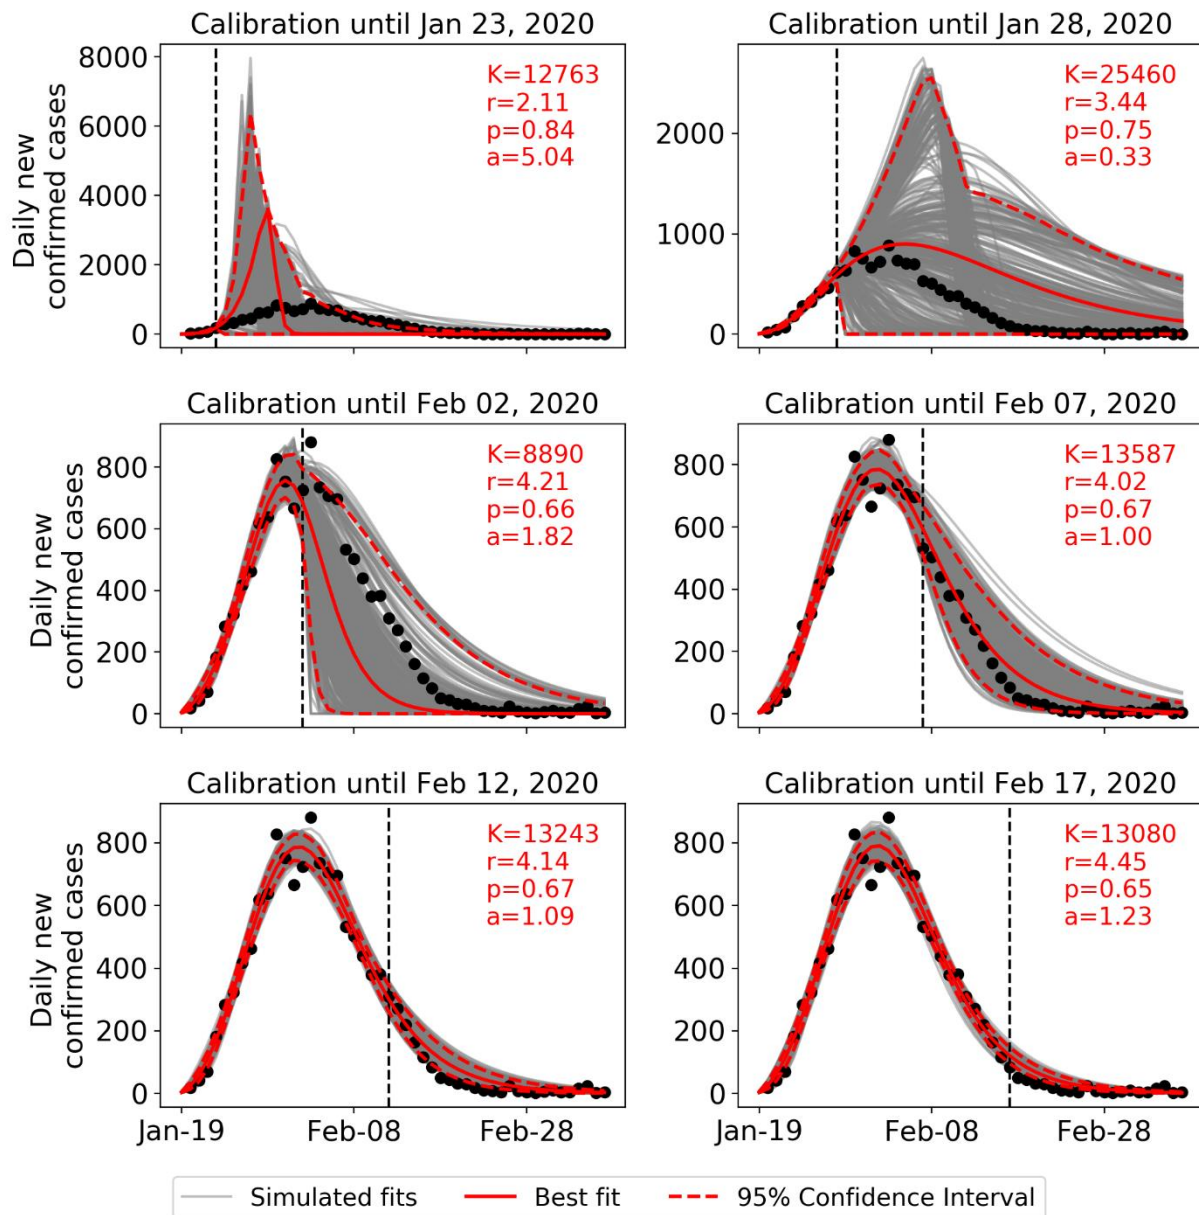 Calibration until Jan 23, 2020
Calibration until Jan 28, 2020
Daily new
confirmed cases
8000
6000
4000
2000
0
K=12763
r=2.11
p=0.84
a=5.04
2000
1000
0
K=25460
r=3.44
p=0.75
a=0.33
Calibration until Feb 02, 2020
Calibration until Feb 07, 2020
Daily new
confirmed cases
800
600
400
200
0
K=8890
r=4.21
p=0.66
a=1.82
800
600
400
200
0
K=13587
r=4.02
p=0.67
a=1.00
Calibration until Feb 12, 2020
Calibration until Feb 17, 2020
Daily new
confirmed cases
800
600
400
200
0
K=13243
r=4.14
p=0.67
a=1.09
800
600
400
200
0
K=13080
r=4.45
p=0.65
a=1.23
Jan-19 Feb-08 Feb-28
Jan-19 Feb-08 Feb-28
Simulated fits Best fit 95% Confidence Interval